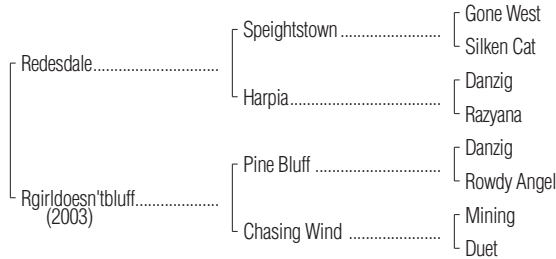 Gone West
Speightstown ......................
Silken Cat
Redesdale............................
Danzig
Harpia.................................
Razyana
Danzig
Pine Bluff ...........................
Rowdy Angel
Rgirldoesn'tbluff..................
(2003)
Mining
Chasing Wind ....................
Duet